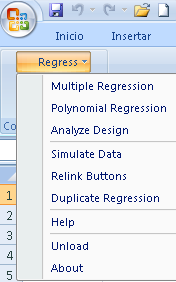 Inicio Insertar
Regress
Co
Multiple Regression
Polynomial Regression
Analyze Design
Simulate Data
Relink Buttons
Duplicate Regression
Help
Unload
About
1
2
3
4
5